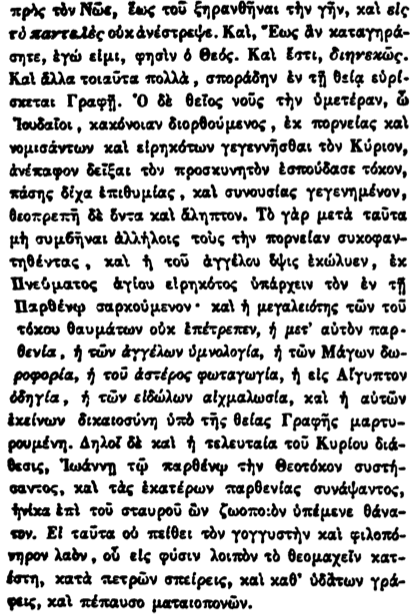 πρὸς τὸν Νῶε, ἕως τοῦ ξηρανθῆναι τὴν γῆν, καὶ εἰς
τὸ παντελὲς οὐκ ἀνέστρεψε. Καὶ, Ἕως ἂν καταγηρά-
σητε, ἐγώ εἰμι, φησὶν ὁ Θεός. Καὶ ἔστι, διηνεκῶς.
Καὶ ἄλλα τοιαῦτα πολλὰ, σποράδην ἐν τῇ θείᾳ εὑρί-
σκεται Γραφῇ. Ὁ δὲ θεῖος νοῦς τὴν ὑμετέραν, ὦ
Ἰουδαῖοι, κακόνοιαν διορθούμενος, ἐκ πορνείας καὶ
νομισάντων καὶ εἰρηκότων γεγεννῆσθαι τὸν Κύριον,
ἀνέπαφον δεῖξαι τὸν προσκυνητὸν ἐσπούδασε τόκον,
πάσης δίχα ἐπιθυμίας, καὶ συνουσίας γεγενημένον,
θεοπρεπῆ δὲ ὄντα καὶ ἄληπτον. Τὸ γὰρ μετὰ ταῦτα
μὴ συμβῆναι ἀλλήλοις τοὺς τὴν πορνείαν συκοφαν-
τηθέντας, καὶ ἡ τοῦ ἀγγέλου ὄψις ἐκώλυεν, ἐκ
Πνεύματος ἁγίου εἰρηκότος ὑπάρχειν τὸν ἐν τῇ
Παρθένῳ σαρκούμενον· καὶ ἡ μεγαλειότης τῶν τοῦ
τόκου θαυμάτων οὐκ ἐπέτρεπεν, ἡ μετ' αὐτὸν παρ-
θενία, ἡ τῶν ἀγγέλων ὑμνολογία, ἡ τῶν Μάγων δω-
ροφορία, ἡ τοῦ ἀστέρος φωταγωγία, ἡ εἰς Αἴγυπτον
ὁδηγία, ἡ τῶν εἰδώλων αἰχμαλωσία, καὶ ἡ αὐτῶν
ἐκείνων δικαιοσύνη ὑπὸ τῆς θείας Γραφῆς μαρτυ-
ρουμένη. Δηλοῖ δὲ καὶ ἡ τελευταία τοῦ Κυρίου διά-
θεσις, Ἰωάννῃ τῷ παρθένῳ τὴν Θεοτόκον συστή-
σαντος, καὶ τὰς ἑκατέρων παρθενίας συνάψαντος,
ἡνίκα ἐπὶ τοῦ σταυροῦ ὢν ζωοποιὸν ὑπέμενε θάνα-
τον. Εἰ ταῦτα οὐ πείθει τὸν γογγυστὴν καὶ φιλοπό-
νηρον λαὸν, οὗ εἰς φύσιν λοιπὸν τὸ θεομαχεῖν κατ-
έστη, κατὰ πετρῶν σπείρεις, καὶ καθ' ὑδάτων γρά-
φεις, καὶ πέπαυσο ματαιοπονῶν.